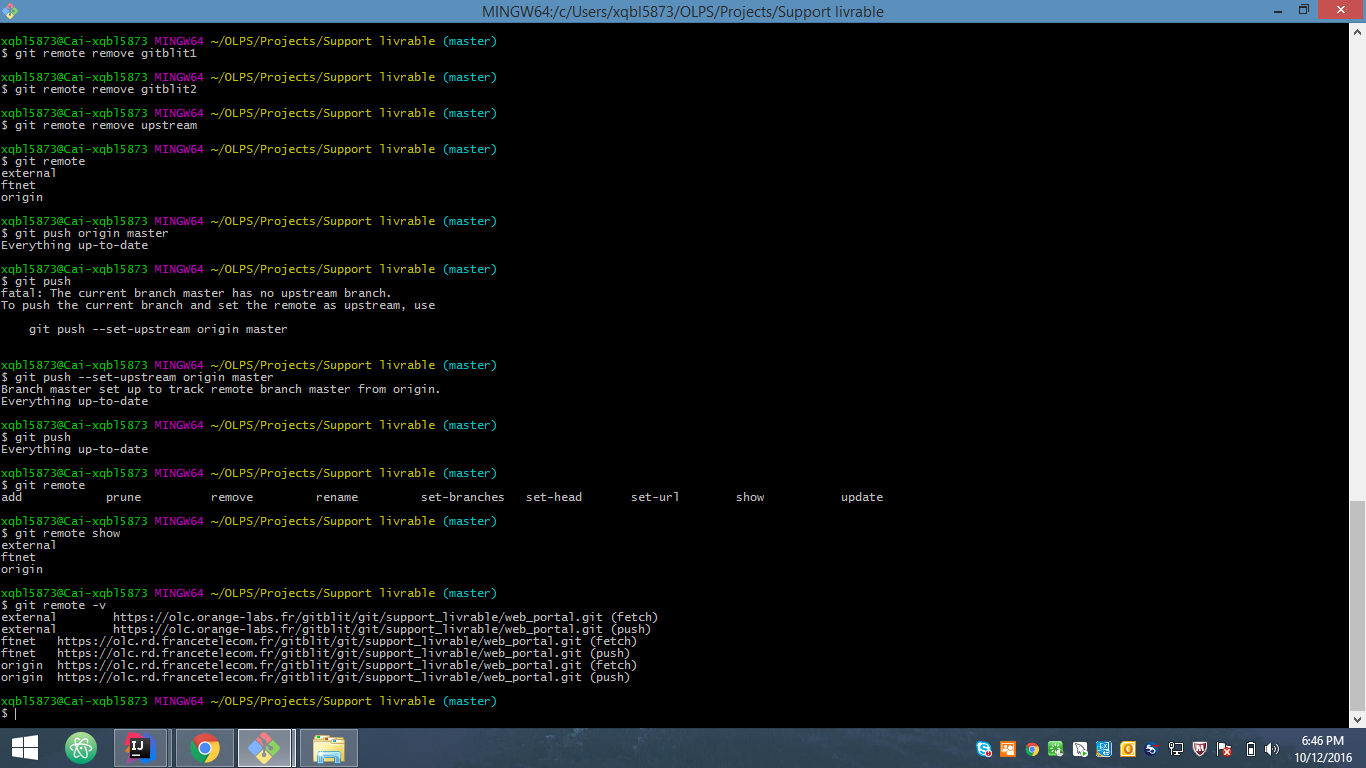 MINGW64:/c/Users/xqbl5873/OLPS/Projects/Support livrable
xqbl5873@Cai-xqbl5873 MINGW64 ~/OLPS/Projects/Support livrable (master)
$ git remote remove gitblit1
xqbl5873@Cai-xqbl5873 MINGW64 ~/OLPS/Projects/Support livrable (master)
$ git remote remove gitblit2
xqbl5873@Cai-xqbl5873 MINGW64 ~/OLPS/Projects/Support livrable (master)
$ git remote remove upstream
xqbl5873@Cai-xqbl5873 MINGW64 ~/OLPS/Projects/Support livrable (master)
$ git remote
external
ftnet
origin
xqbl5873@Cai-xqbl5873 MINGW64 ~/OLPS/Projects/Support livrable (master)
$ git push origin master
Everything up-to-date
xqbl5873@Cai-xqbl5873 MINGW64 ~/OLPS/Projects/Support livrable (master)
$ git push
fatal: The current branch master has no upstream branch.
To push the current branch and set the remote as upstream, use
git push --set-upstream origin master
xqbl5873@Cai-xqbl5873 MINGW64 ~/OLPS/Projects/Support livrable (master)
$ git push --set-upstream origin master
Branch master set up to track remote branch master from origin.
Everything up-to-date
xqbl5873@Cai-xqbl5873 MINGW64 ~/OLPS/Projects/Support livrable (master)
$ git push
Everything up-to-date
xqbl5873@Cai-xqbl5873 MINGW64 ~/OLPS/Projects/Support livrable (master)
$ git remote
add prune remove rename set-branches set-head set-url show update
xqbl5873@Cai-xqbl5873 MINGW64 ~/OLPS/Projects/Support livrable (master)
$ git remote show
external
ftnet
origin
xqbl5873@Cai-xqbl5873 MINGW64 ~/OLPS/Projects/Support livrable (master)
$ git remote -v
external https://olc.orange-labs.fr/gitblit/git/support_livrable/web_portal.git (fetch)
external https://olc.orange-labs.fr/gitblit/git/support_livrable/web_portal.git (push)
ftnet https://olc.rd.francetelecom.fr/gitblit/git/support_livrable/web_portal.git (fetch)
ftnet https://olc.rd.francetelecom.fr/gitblit/git/support_livrable/web_portal.git (push)
origin https://olc.rd.francetelecom.fr/gitblit/git/support_livrable/web_portal.git (fetch)
origin https://olc.rd.francetelecom.fr/gitblit/git/support_livrable/web_portal.git (push)
xqbl5873@Cai-xqbl5873 MINGW64 ~/OLPS/Projects/Support livrable (master)
$
IJ
6:46 PM
10/12/2016